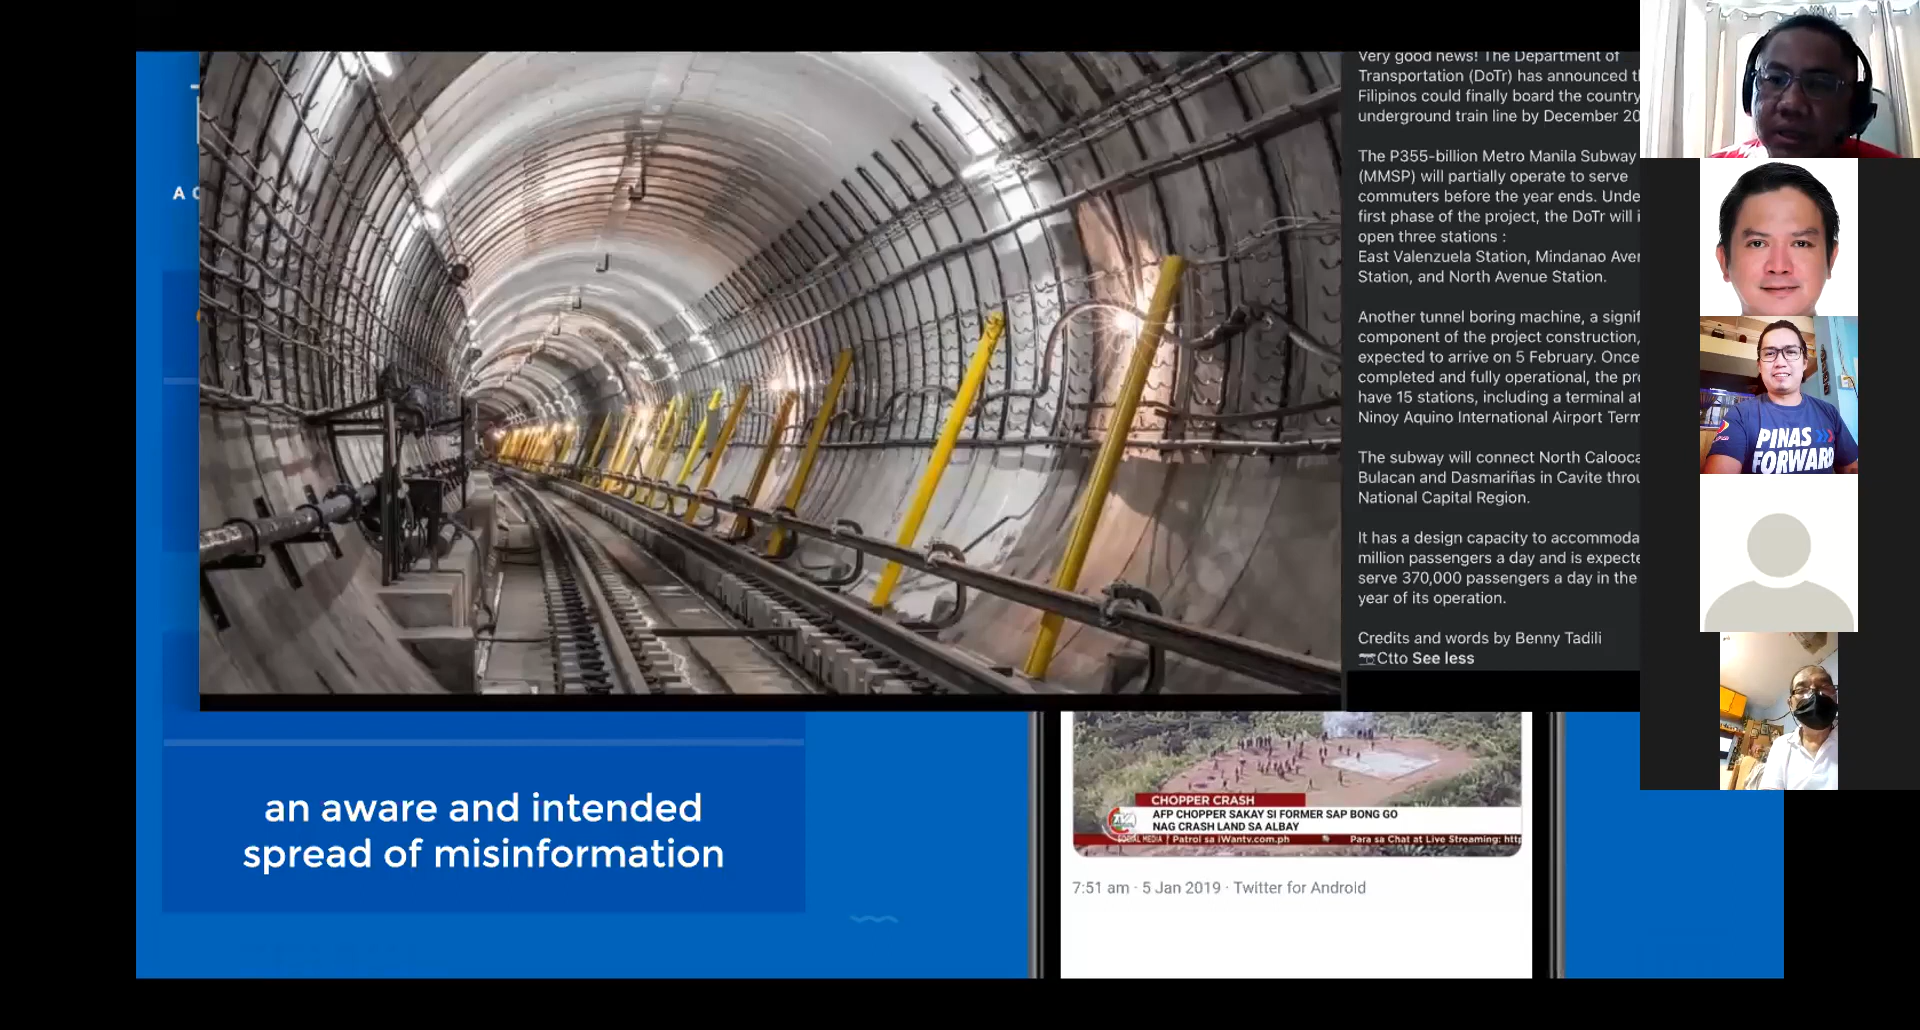 A C
Very good news! The Department of
Transportation (DoTr) has announced
Filipinos could finally board the country
underground train line by December 20
The P355-billion Metro Manila Subway
(MMSP) will partially operate to serve
commuters before the year ends. Unde
first phase of the project, the DoTr will i
open three stations :
East Valenzuela Station, Mindanao Aven
Station, and North Avenue Station.
Another tunnel boring machine, a signif
component of the project construction,
expected to arrive on 5 February. Once
completed and fully operational, the pro
have 15 stations, including a terminal at
Ninoy Aquino International Airport Term
The subway will connect North Calooca
Bulacan and Dasmariñas in Cavite throu
National Capital Region.
It has a design capacity to accommoda
million passengers a day and is expecte
serve 370,000 passengers a day in the
year of its operation.
Credits and words by Benny Tadili
Ctto See less
PINAS
FORWARD
an aware and intended
spread of misinformation
CHOPPER CRASH
TVP
AFP CHOPPER SAKAY SI FORMER SAP BONG GO
NAG CRASH LAND SA ALBAY
SOCIAL MEDIA / Patrol sa iWantv.com.ph Para sa Chat at Live Streaming: http
7:51 am · 5 Jan 2019 · Twitter for Android